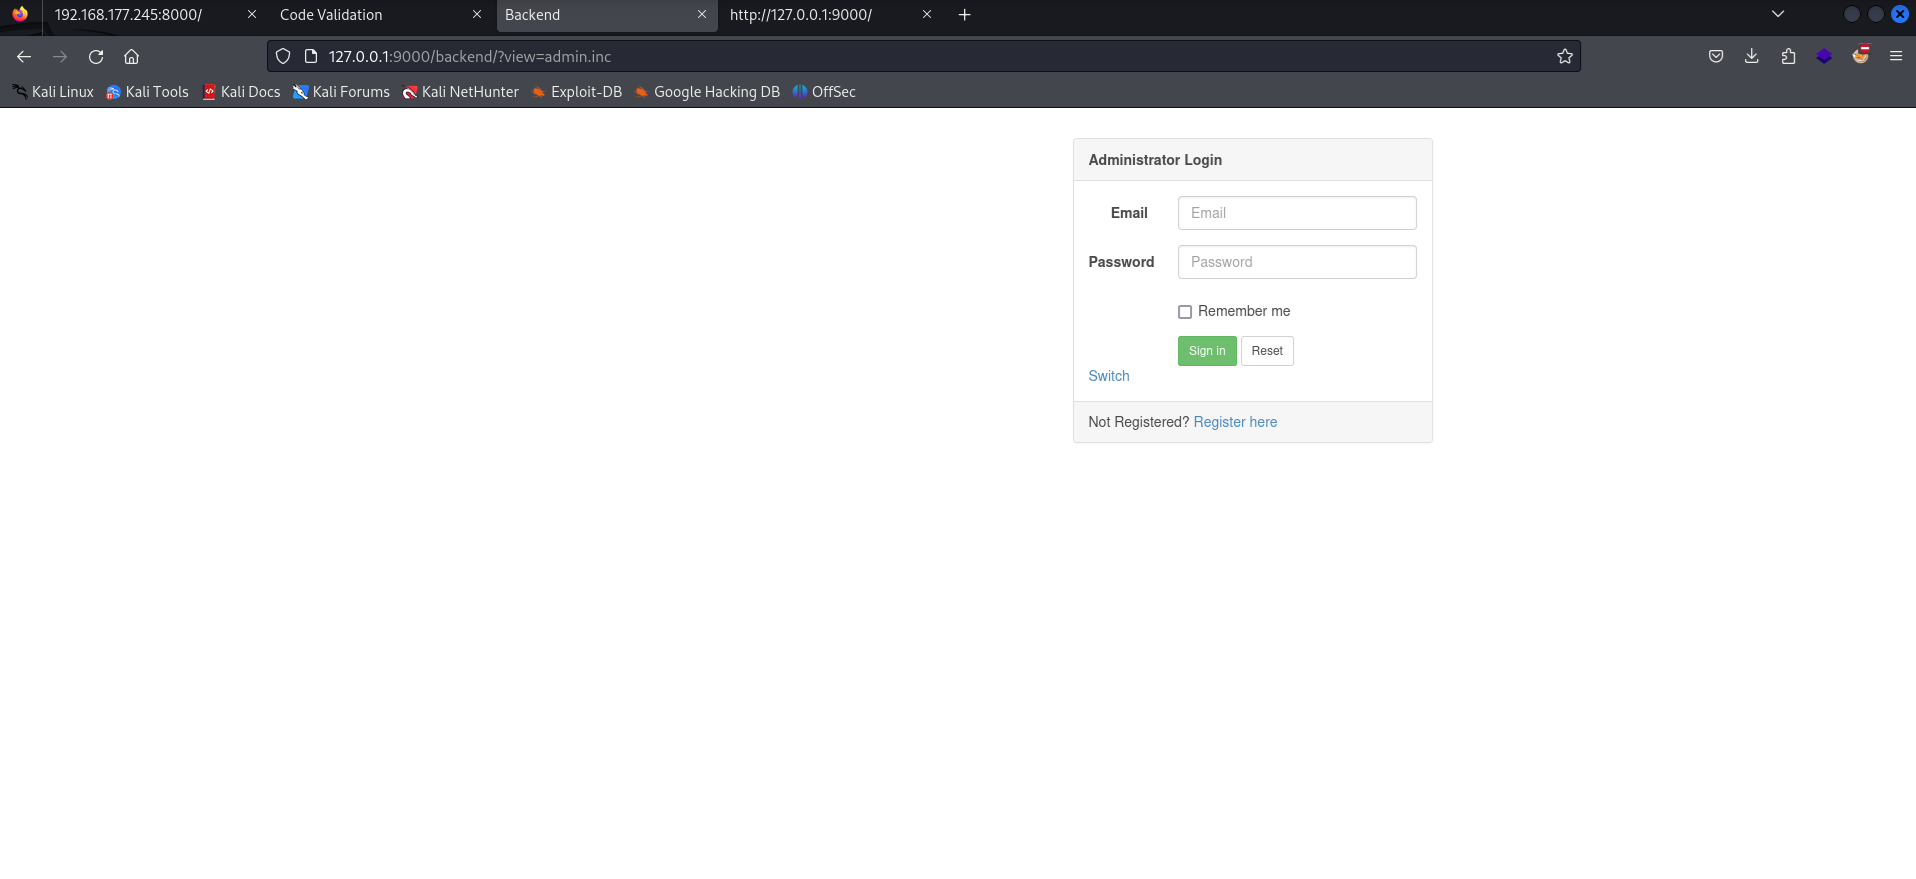 192.168.177.245:8000/ Code Validation Backend http://127.0.0.1:9000/
127.0.0.1:9000/backend/?view=admin.inc
Kali Linux Kali Tools Kali Docs Kali Forums Kali NetHunter Exploit-DB Google Hacking DB OffSec
Administrator Login
Email Email
Password Password
Remember me
Sign in Reset
Switch
Not Registered? Register here